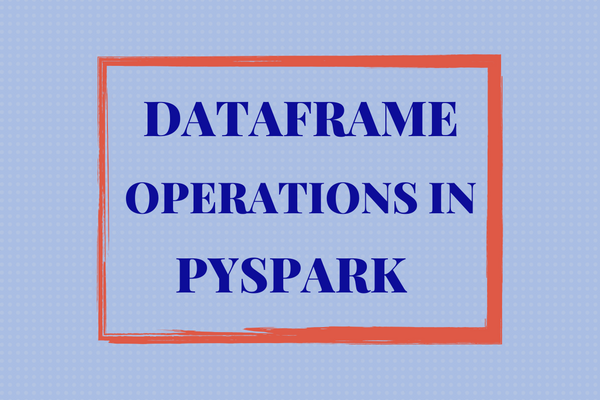 DATAFRAME
OPERATIONS IN
PYSPARK